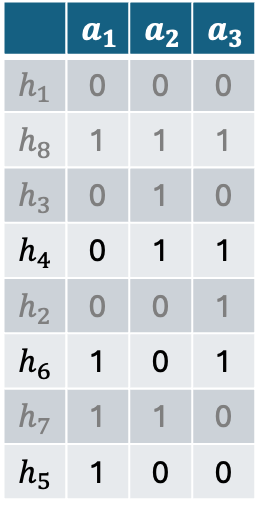 a₁ a₂ a₃
h₁ 0 0 0
h₈ 1 1 1
h₃ 0 1 0
h₄ 0 1 1
h₂ 0 0 1
h₆ 1 0 1
h₇ 1 1 0
h₅ 1 0 0